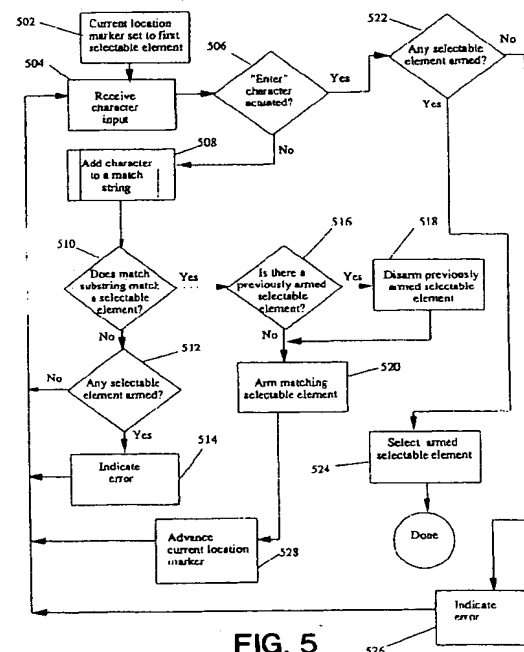 502
Current location
marker set to first
selectable element
504
Receive
character
input
506
"Enter"
character
actuated?
Yes
No
522
Any selectable
element armed?
No
Yes
508
Add character
to a match
string
510
Does match
substring match
a selectable
element?
Yes
No
516
Is there a
previously armed
selectable
element?
Yes
No
518
Disarm previously
armed selectable
element
512
Any selectable
element armed?
No
Yes
520
Arm matching
selectable element
514
Indicate
error
524
Select armed
selectable element
Done
528
Advance
current location
marker
Indicate
error
526
FIG. 5